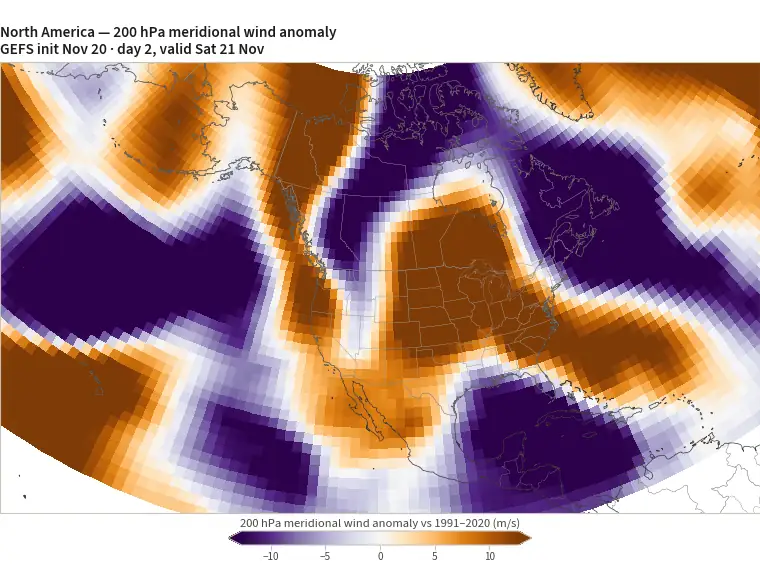 North America — 200 hPa meridional wind anomaly
GEFS init Nov 20 · day 2, valid Sat 21 Nov
200 hPa meridional wind anomaly vs 1991–2020 (m/s)
−10 −5 0 5 10